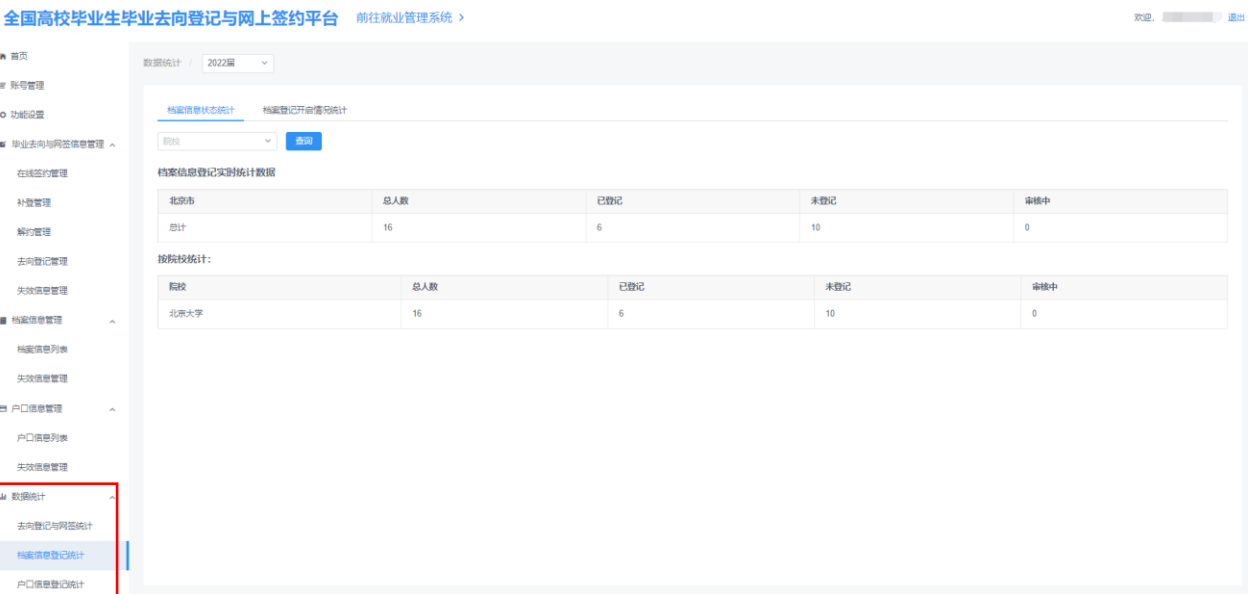 全国高校毕业生毕业去向登记与网上签约平台 前往就业管理系统 >
欢迎, 退出
首页
账号管理
功能设置
毕业去向与网签信息管理
在线签约管理
补登管理
解约管理
去向登记管理
失效信息管理
档案信息管理
档案信息列表
失效信息管理
户口信息管理
户口信息列表
失效信息管理
数据统计
去向登记与网签统计
档案信息登记统计
户口信息登记统计
数据统计 / 2022届
档案信息状态统计 档案登记开启情况统计
院校 查询
档案信息登记实时统计数据
北京市 总人数 已登记 未登记 审核中
总计 16 6 10 0
按院校统计:
院校 总人数 已登记 未登记 审核中
北京大学 16 6 10 0